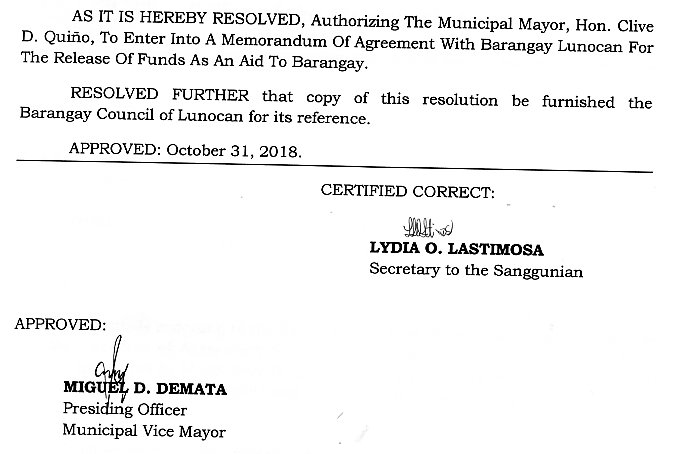 AS IT IS HEREBY RESOLVED, Authorizing The Municipal Mayor, Hon. Clive
D. Quiño, To Enter Into A Memorandum Of Agreement With Barangay Lunocan For
The Release Of Funds As An Aid To Barangay.
RESOLVED FURTHER that copy of this resolution be furnished the
Barangay Council of Lunocan for its reference.
APPROVED: October 31, 2018.
CERTIFIED CORRECT:
LYDIA O. LASTIMOSA
Secretary to the Sanggunian
APPROVED:
MIGUEL D. DEMATA
Presiding Officer
Municipal Vice Mayor